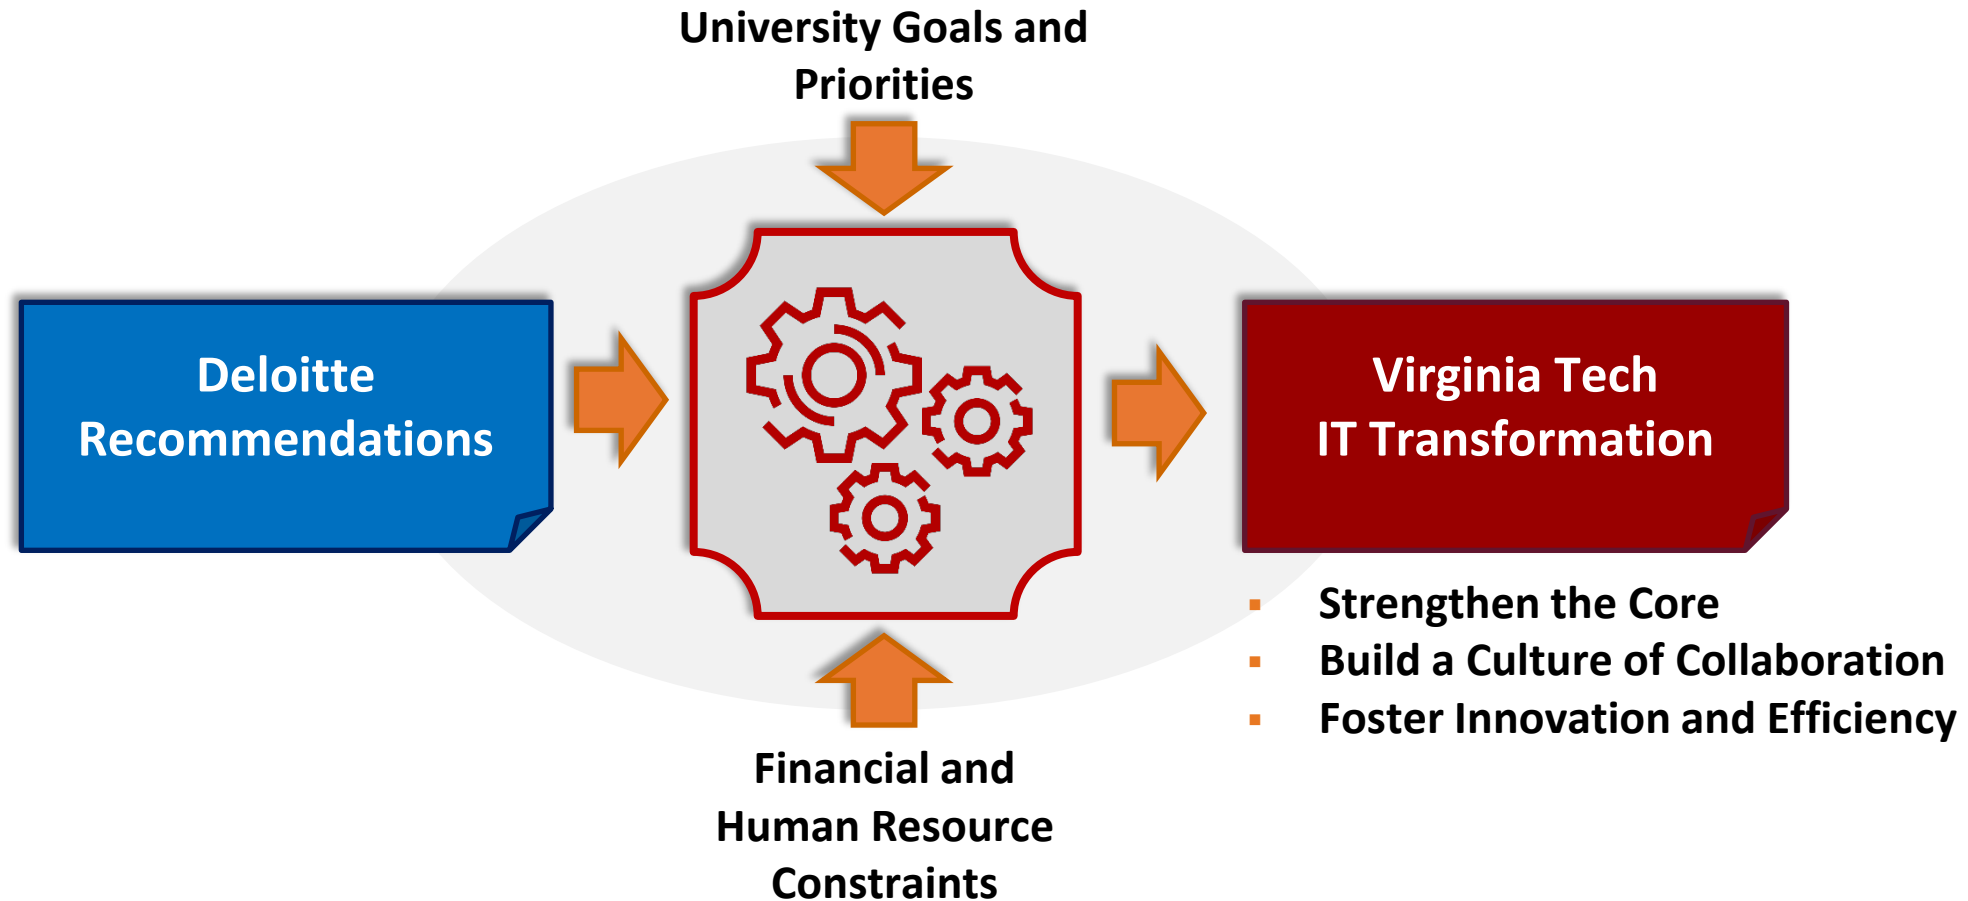 University Goals and
Priorities
Deloitte
Recommendations
Virginia Tech
IT Transformation
▪ Strengthen the Core
▪ Build a Culture of Collaboration
▪ Foster Innovation and Efficiency
Financial and
Human Resource
Constraints